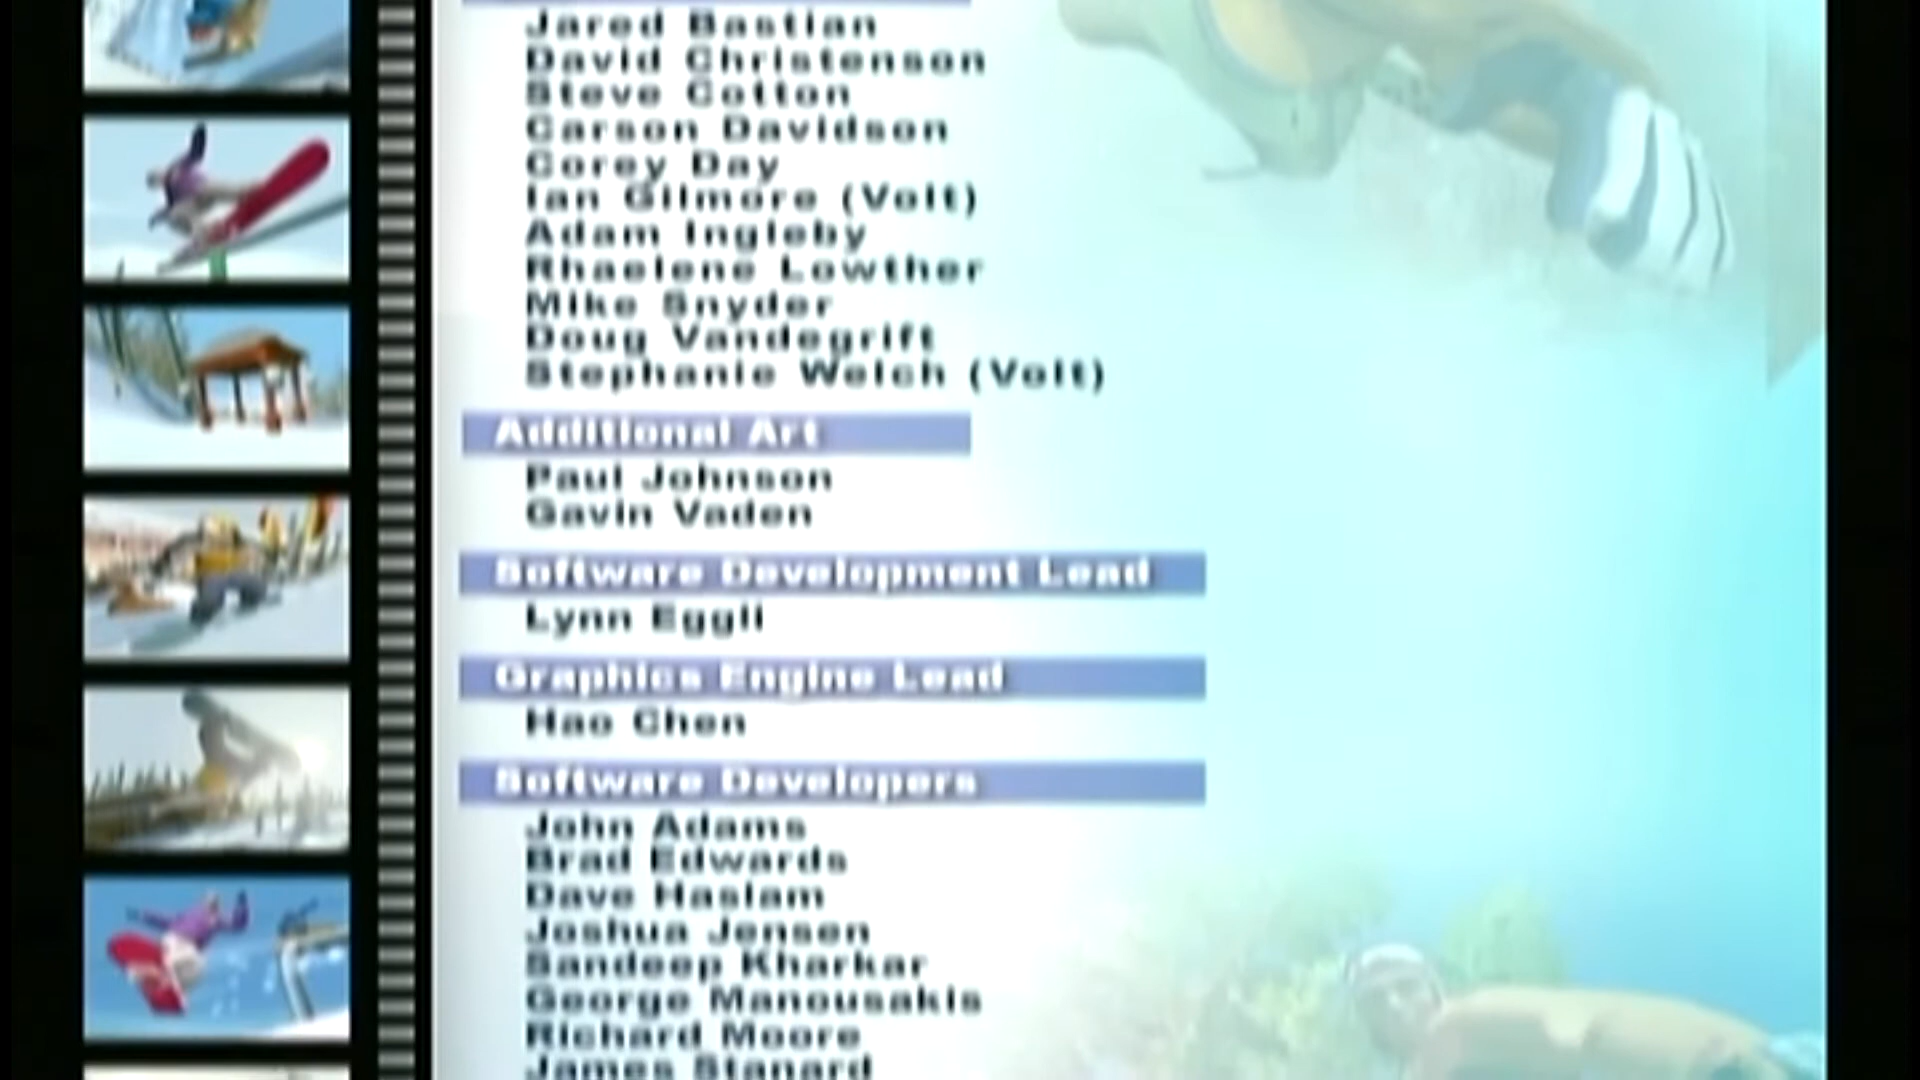 Jared Bastian
David Christenson
Steve Cotton
Carson Davidson
Corey Day
Ian Gilmore (Volt)
Adam Ingleby
Rhaelene Lowther
Mike Snyder
Doug Vandegrift
Stephanie Welch (Volt)
Additional Art
Paul Johnson
Gavin Vaden
Software Development Lead
Lynn Eggli
Graphics Engine Lead
Hao Chen
Software Developers
John Adams
Brad Edwards
Dave Haslam
Joshua Jensen
Sandeep Kharkar
George Manousakis
Richard Moore
James Stanard